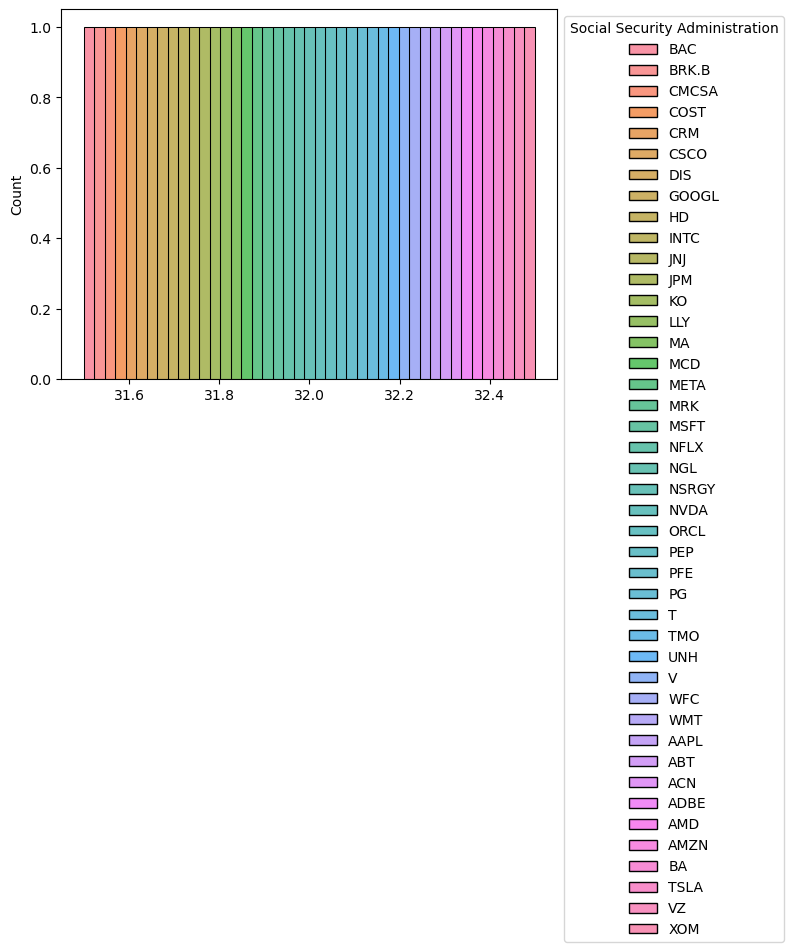 1.0
0.8
0.6
0.4
0.2
0.0
Count
31.6
31.8
32.0
32.2
32.4
Social Security Administration
BAC
BRK.B
CMCSA
COST
CRM
CSCO
DIS
GOOGL
HD
INTC
JNJ
JPM
KO
LLY
MA
MCD
META
MRK
MSFT
NFLX
NGL
NSRGY
NVDA
ORCL
PEP
PFE
PG
T
TMO
UNH
V
WFC
WMT
AAPL
ABT
ACN
ADBE
AMD
AMZN
BA
TSLA
VZ
XOM